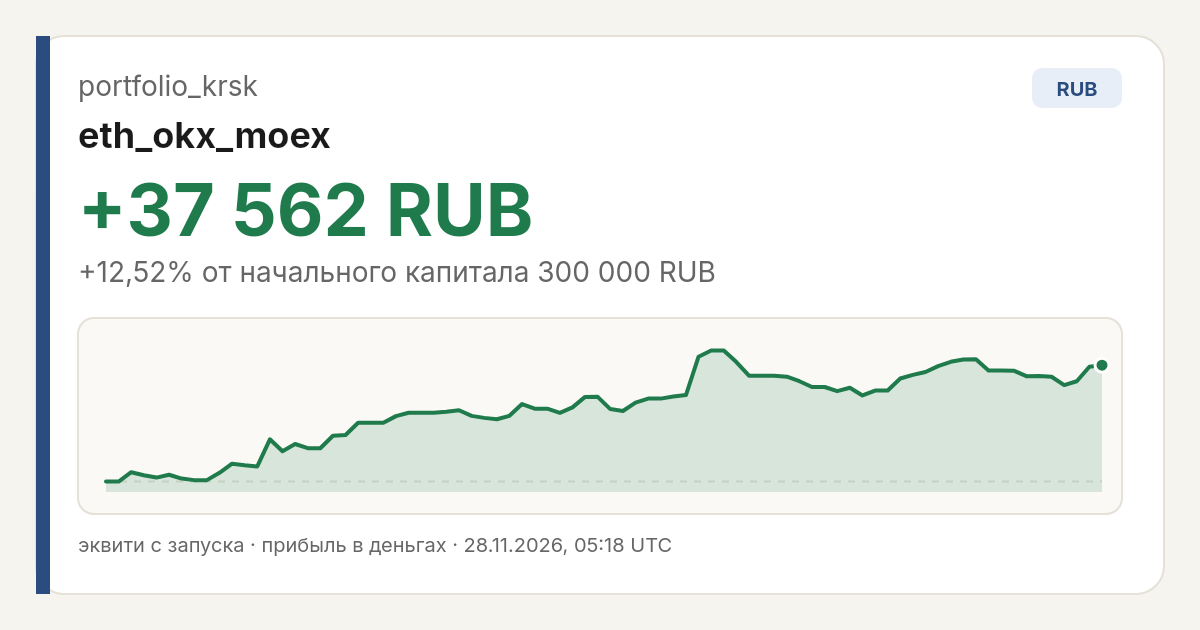 portfolio_krsk
RUB
eth_okx_moex
+37 562 RUB
+12,52% от начального капитала 300 000 RUB
эквити с запуска · прибыль в деньгах · 28.11.2026, 05:18 UTC